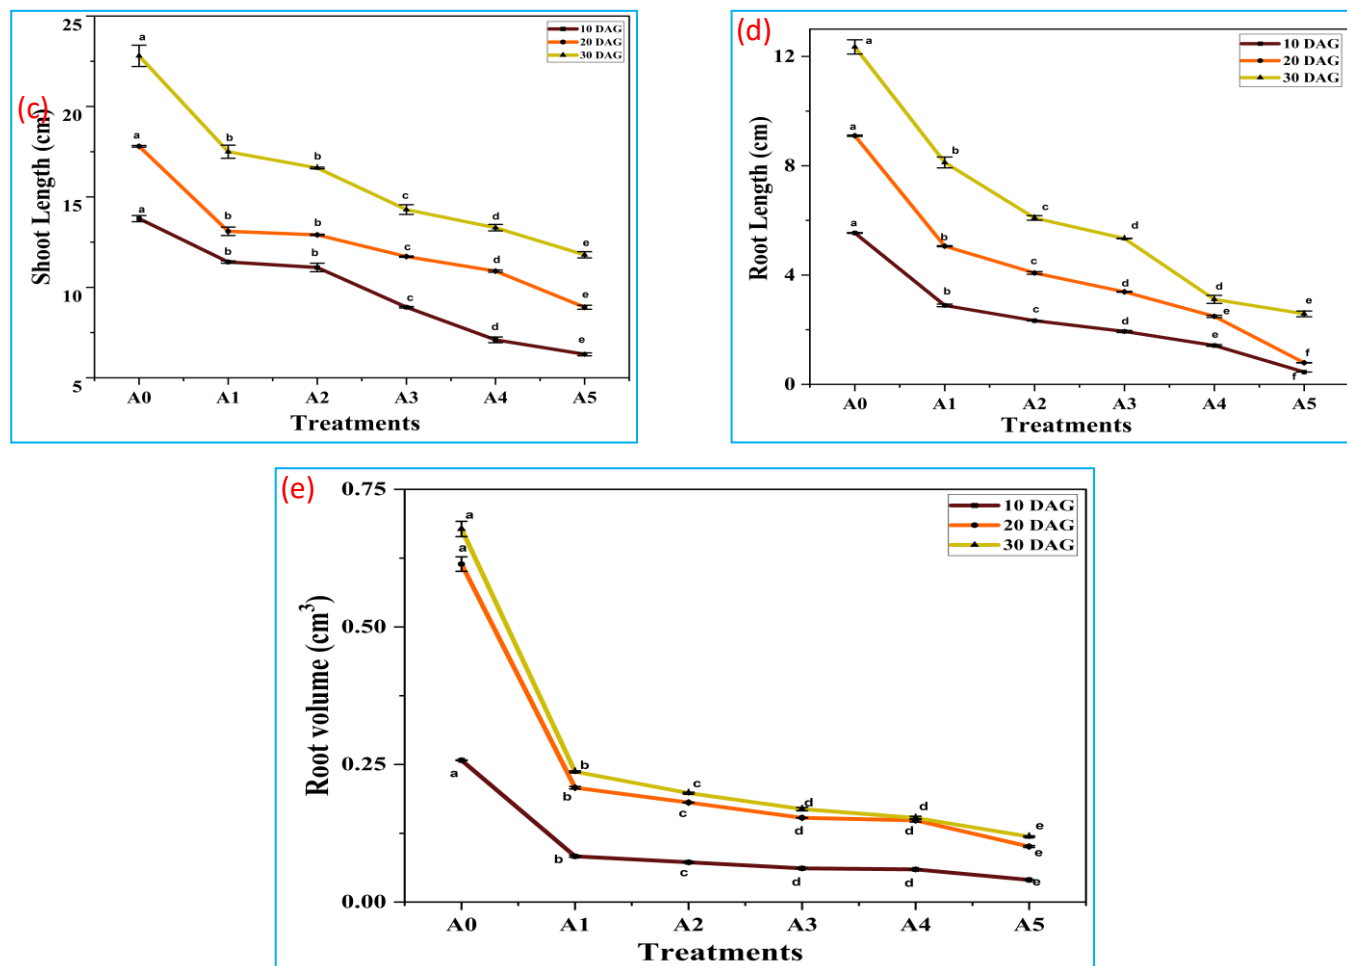 (c)
Shoot Length (cm)
25
25
15
10
5
10 DAG
20 DAG
30 DAG
a
b
b
c
d
e
a
b
b
c
d
e
a
b
b
c
d
e
A0 A1 A2 A3 A4 A5
Treatments
(d)
Root Length (cm)
12
8
4
0
10 DAG
20 DAG
30 DAG
a
b
c
d
d
e
a
b
c
d
e
f
a
b
c
d
e
f
A0 A1 A2 A3 A4 A5
Treatments
(e)
Root volume (cm³)
0.75
0.50
0.25
0.00
10 DAG
20 DAG
30 DAG
a
b
c
d
d
e
a
b
c
d
d
e
a
b
c
d
d
e
A0 A1 A2 A3 A4 A5
Treatments